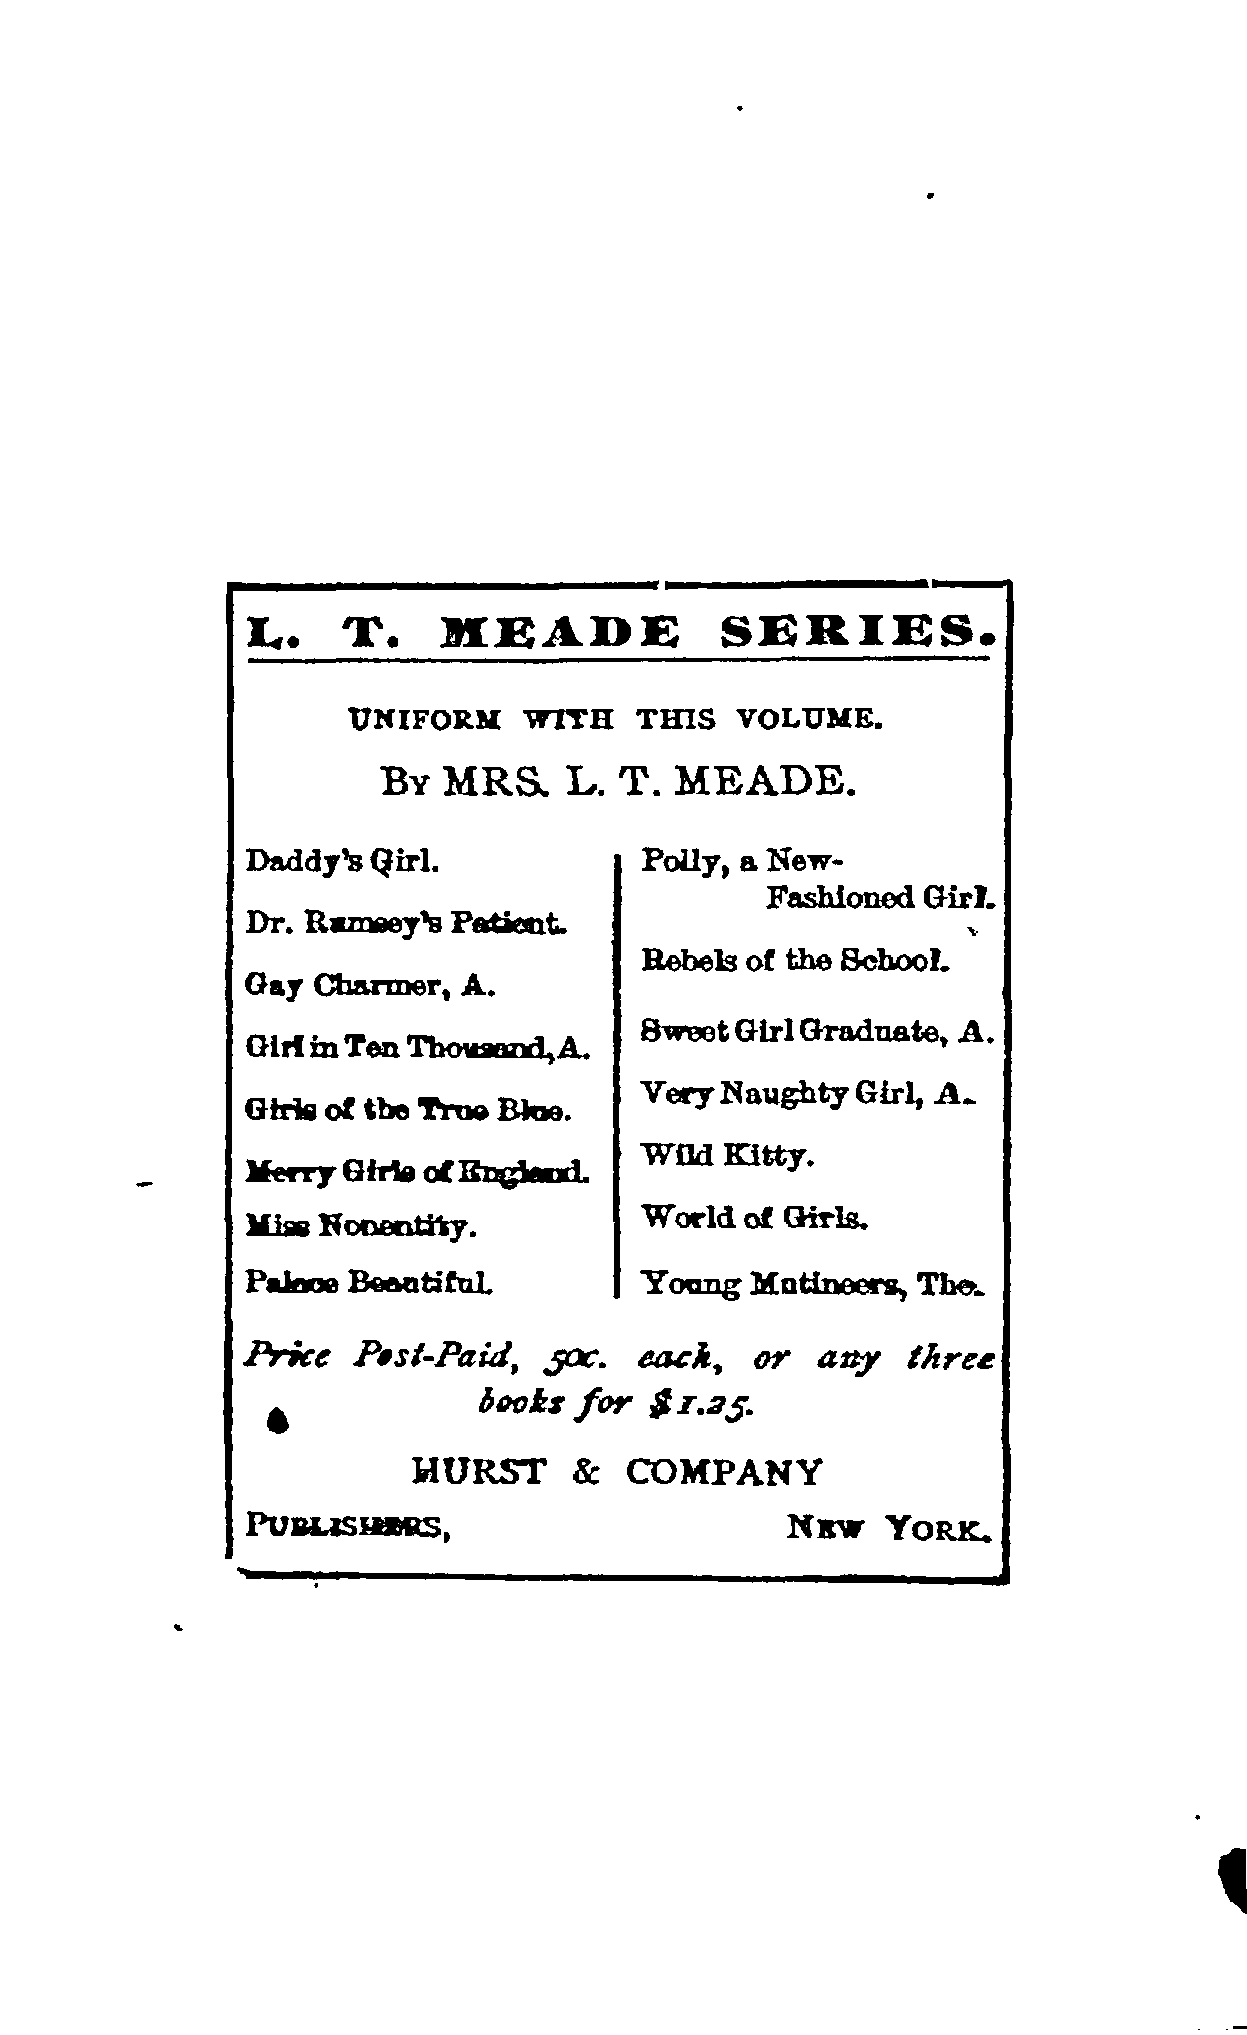 L. T. MEADE SERIES.
UNIFORM WITH THIS VOLUME.
By MRS. L. T. MEADE.
Daddy's Girl.
Dr. Rumsey's Patient.
Gay Charmer, A.
Girl in Ten Thousand, A.
Girls of the True Blue.
Merry Girls of England.
Miss Nonentity.
Palace Beautiful.
Polly, a New-
Fashioned Girl.
Rebels of the School.
Sweet Girl Graduate, A.
Very Naughty Girl, A.
Wild Kitty.
World of Girls.
Young Mutineers, The.
Price Post-Paid, 50c. each, or any three
books for $1.25.
HURST & COMPANY
PUBLISHERS, NEW YORK.